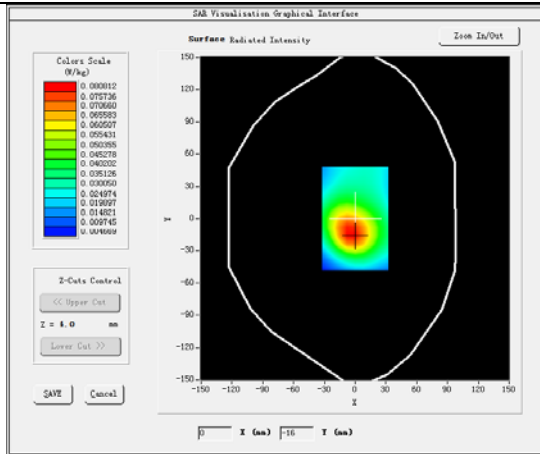 SAR Visualisation Graphical Interface
Surface Radiated Intensity
Zoom In/Out
Colors Scale
(W/kg)
0.080812
0.075736
0.070660
0.065583
0.060507
0.055431
0.050355
0.045278
0.040202
0.035126
0.030050
0.024974
0.019897
0.014821
0.009745
0.004669
150
120
90
60
30
0
-30
-60
-90
-120
-150
Y
-150 -120 -90 -60 -30 0 30 60 90 120 150
X
Z-Cuts Control
<< Upper Cut
Z = 4.0 mm
Lower Cut >>
SAVE Cancel
0 X (mm) -16 Y (mm)